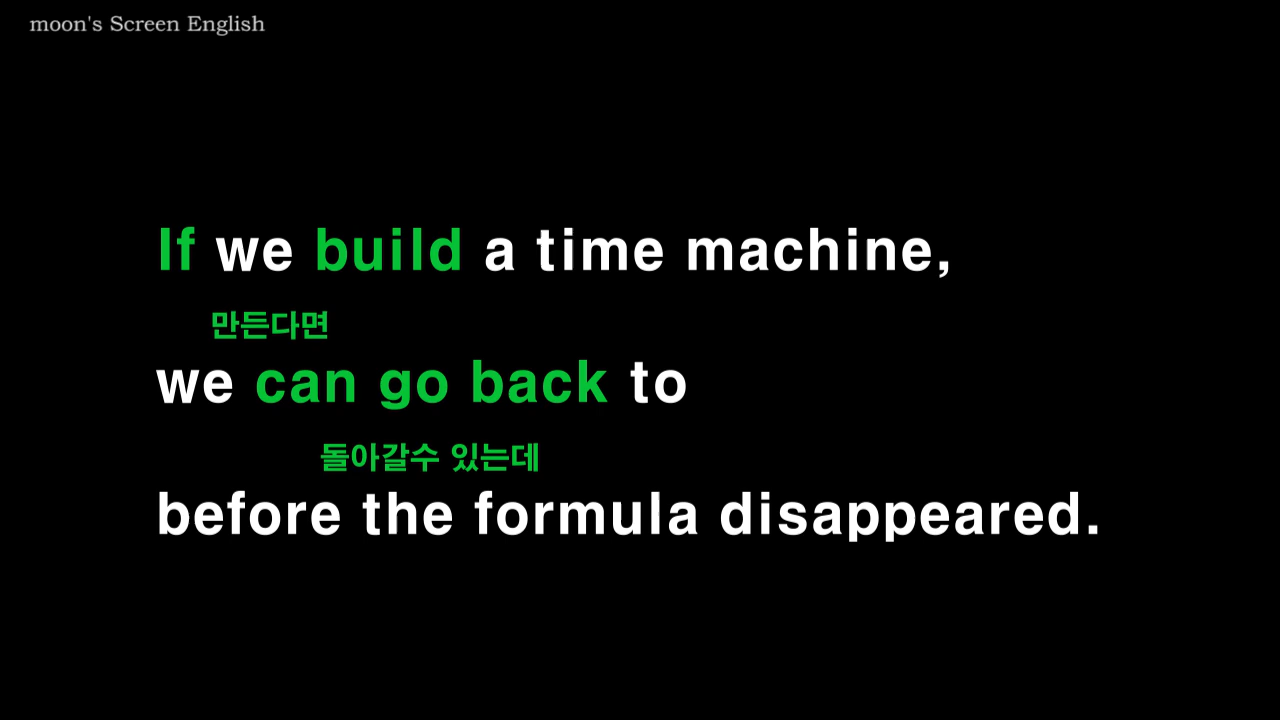 moon's Screen English
If we build a time machine,
만든다면
we can go back to
돌아갈수 있는데
before the formula disappeared.